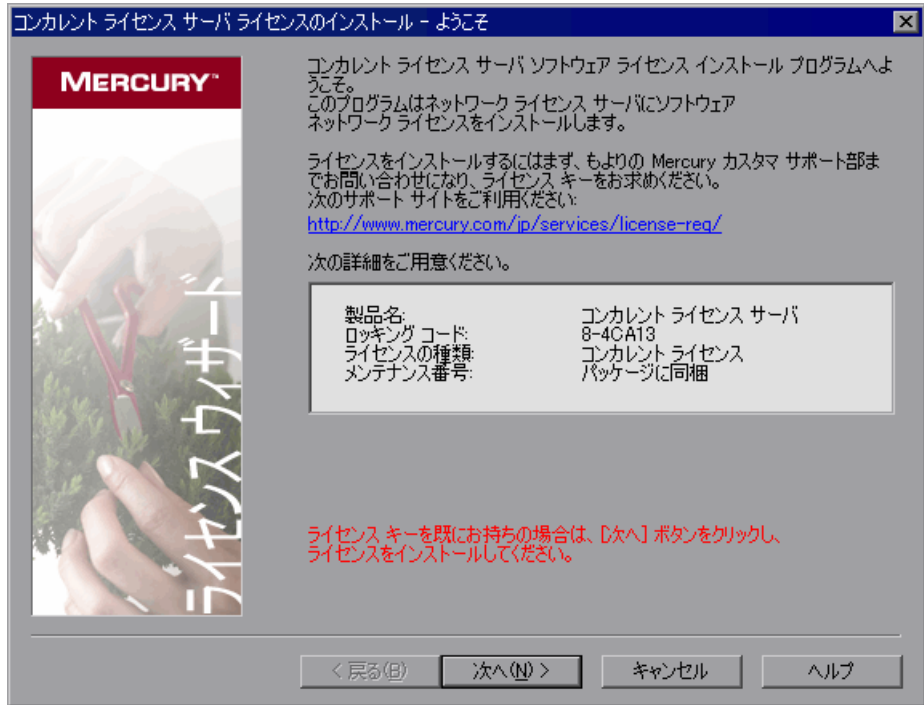 コンカレント ライセンス サーバ ライセンスのインストール - ようこそ
MERCURY™
ライセンス ウィザード
コンカレント ライセンス サーバ ソフトウェア ライセンス インストール プログラムへよ
うこそ。
このプログラムはネットワーク ライセンス サーバにソフトウェア
ネットワーク ライセンスをインストールします。
ライセンスをインストールするにはまず、もよりの Mercury カスタマ サポート部ま
でお問い合わせになり、ライセンス キーをお求めください。
次のサポート サイトをご利用ください:
http://www.mercury.com/jp/services/license-req/
次の詳細をご用意ください。
製品名: コンカレント ライセンス サーバ
ロッキング コード: 8-4CA13
ライセンスの種類: コンカレント ライセンス
メンテナンス番号: パッケージに同梱
ライセンス キーを既にお持ちの場合は、[次へ] ボタンをクリックし、
ライセンスをインストールしてください。
< 戻る(B) 次へ(N) > キャンセル ヘルプ